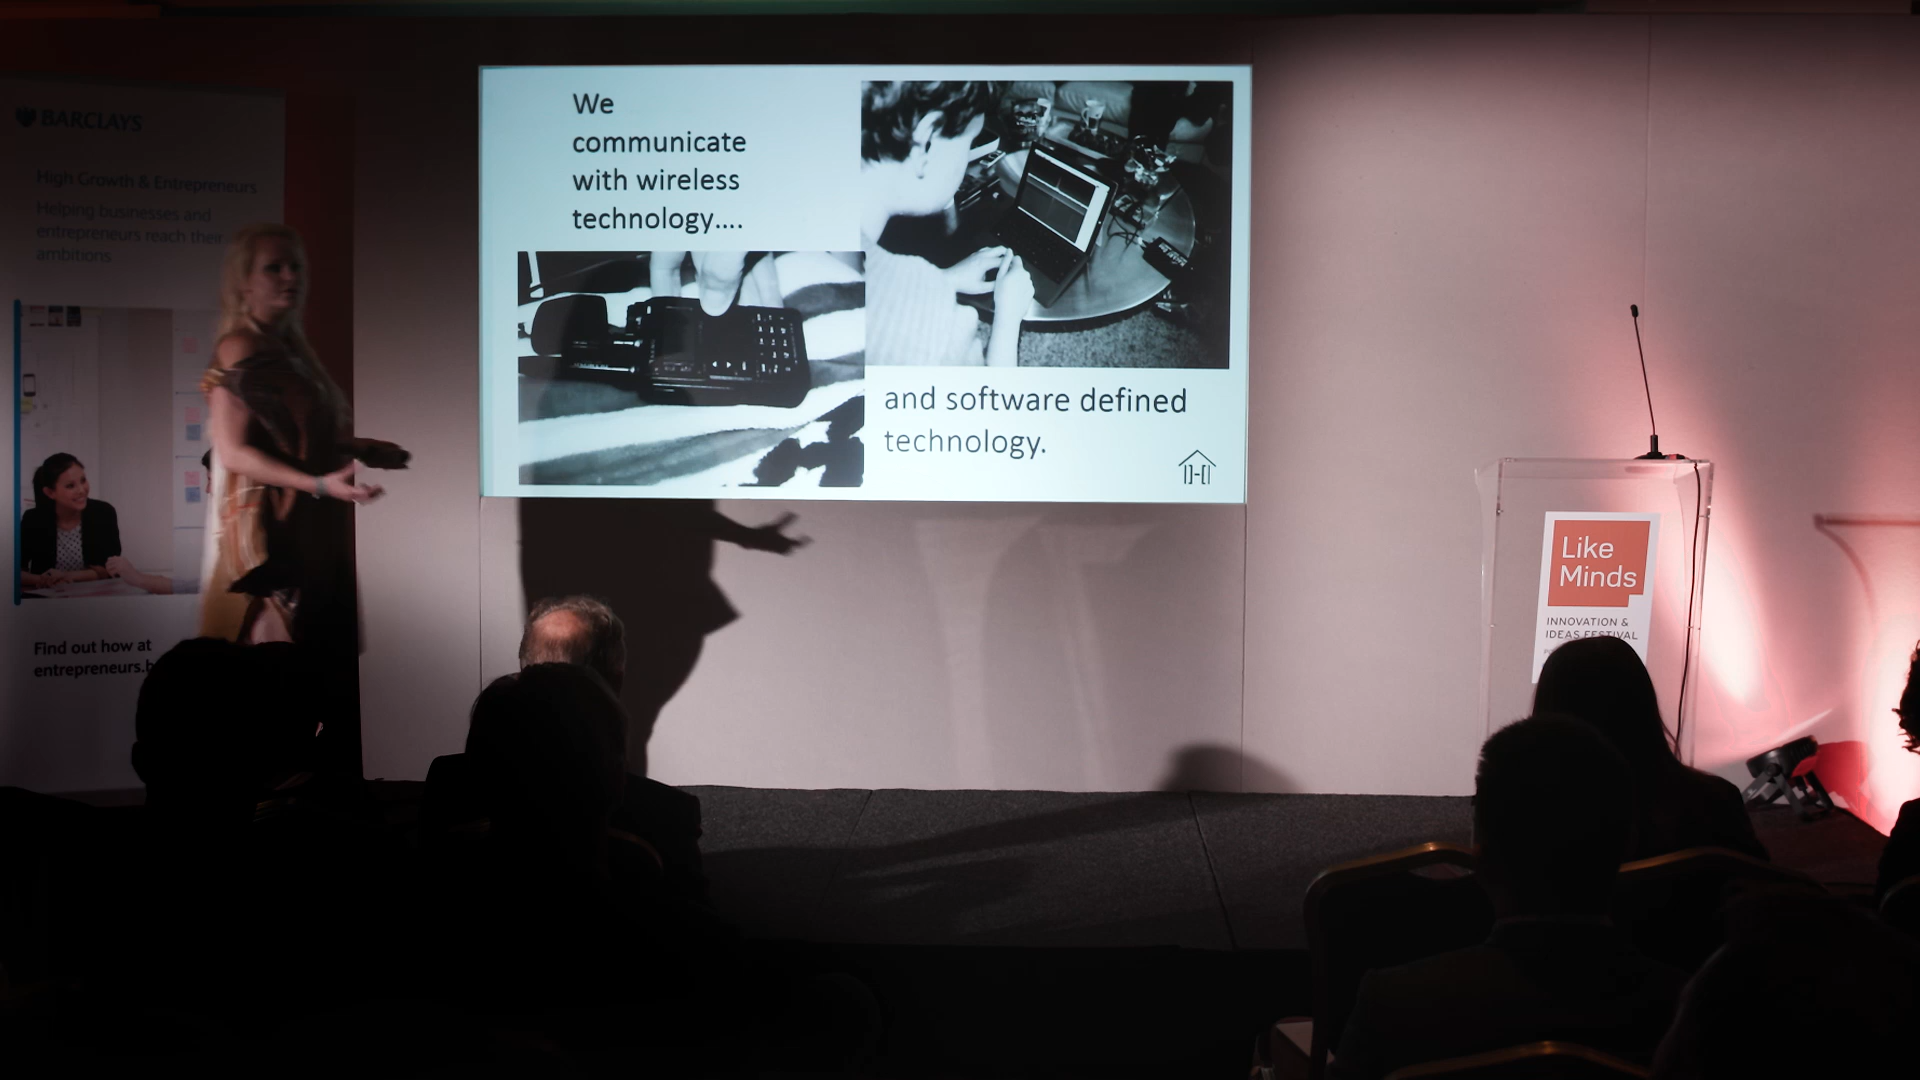 BARCLAYS
High Growth & Entrepreneurs
Helping businesses and
entrepreneurs reach their
ambitions
Find out how at
We
communicate
with wireless
technology....
and software defined
technology.
Like
Minds
INNOVATION &
IDEAS FESTIVAL